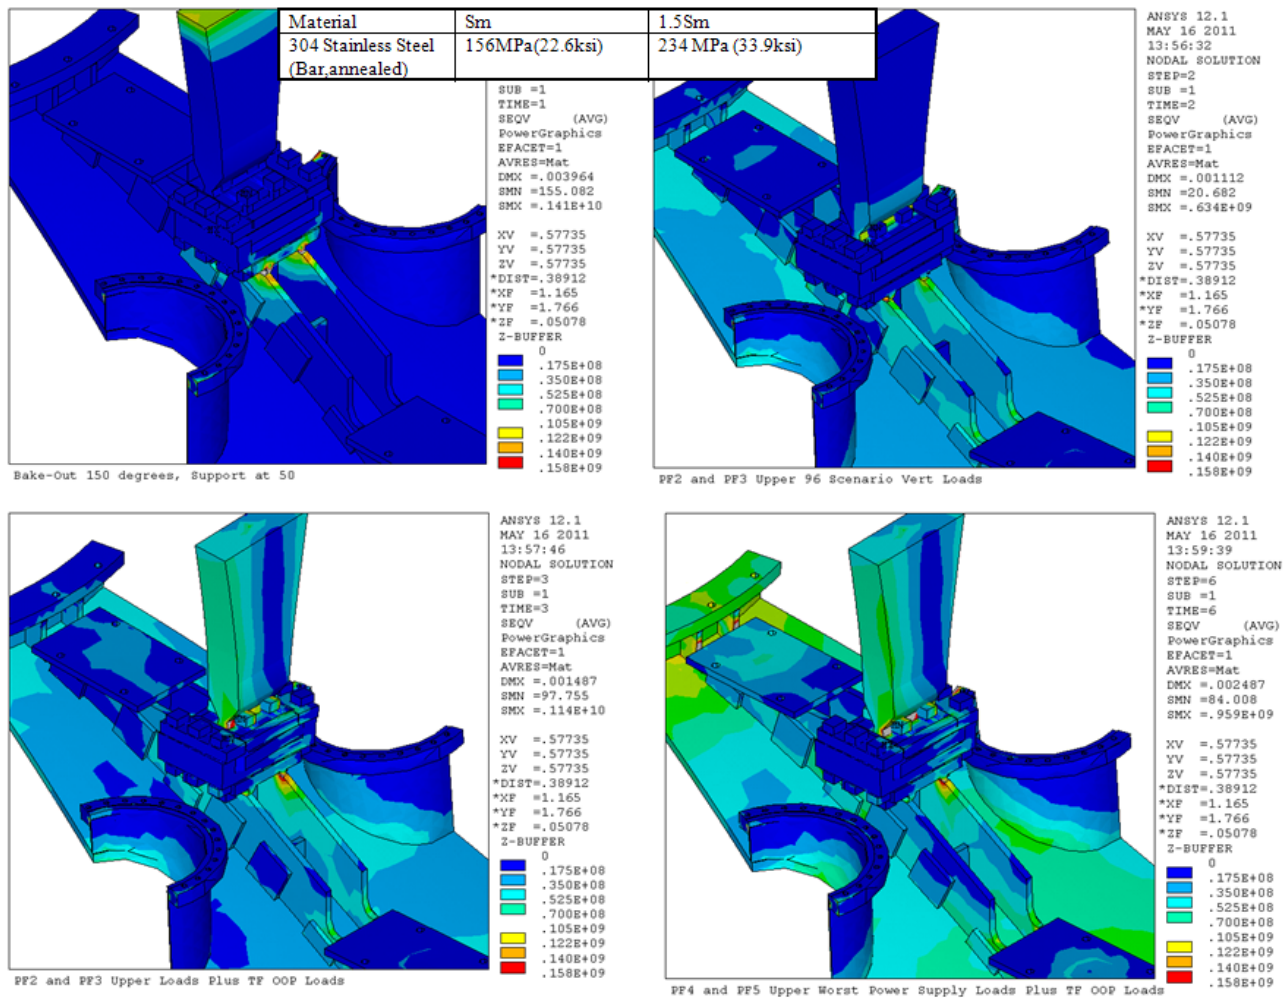 Material Sm 1.5Sm
304 Stainless Steel 156MPa(22.6ksi) 234 MPa (33.9ksi)
(Bar,annealed)
SUB =1
TIME=1
SEQV (AVG)
PowerGraphics
EFACET=1
AVRES=Mat
DMX =.003964
SMN =155.082
SMX =.141E+10
XV =.57735
YV =.57735
ZV =.57735
*DIST=.38912
*XF =1.165
*YF =1.766
*ZF =.05078
Z-BUFFER
0
.175E+08
.350E+08
.525E+08
.700E+08
.105E+09
.122E+09
.140E+09
.158E+09
Bake-Out 150 degrees, Support at 50
ANSYS 12.1
MAY 16 2011
13:56:32
NODAL SOLUTION
STEP=2
SUB =1
TIME=2
SEQV (AVG)
PowerGraphics
EFACET=1
AVRES=Mat
DMX =.001112
SMN =20.682
SMX =.634E+09
XV =.57735
YV =.57735
ZV =.57735
*DIST=.38912
*XF =1.165
*YF =1.766
*ZF =.05078
Z-BUFFER
0
.175E+08
.350E+08
.525E+08
.700E+08
.105E+09
.122E+09
.140E+09
.158E+09
PF2 and PF3 Upper 96 Scenario Vert Loads
ANSYS 12.1
MAY 16 2011
13:57:46
NODAL SOLUTION
STEP=3
SUB =1
TIME=3
SEQV (AVG)
PowerGraphics
EFACET=1
AVRES=Mat
DMX =.001487
SMN =97.755
SMX =.114E+10
XV =.57735
YV =.57735
ZV =.57735
*DIST=.38912
*XF =1.165
*YF =1.766
*ZF =.05078
Z-BUFFER
0
.175E+08
.350E+08
.525E+08
.700E+08
.105E+09
.122E+09
.140E+09
.158E+09
PF2 and PF3 Upper Loads Plus TF OOP Loads
ANSYS 12.1
MAY 16 2011
13:59:39
NODAL SOLUTION
STEP=6
SUB =1
TIME=6
SEQV (AVG)
PowerGraphics
EFACET=1
AVRES=Mat
DMX =.002487
SMN =84.008
SMX =.959E+09
XV =.57735
YV =.57735
ZV =.57735
*DIST=.38912
*XF =1.165
*YF =1.766
*ZF =.05078
Z-BUFFER
0
.175E+08
.350E+08
.525E+08
.700E+08
.105E+09
.122E+09
.140E+09
.158E+09
PF4 and PF5 Upper Worst Power Supply Loads Plus TF OOP Loads